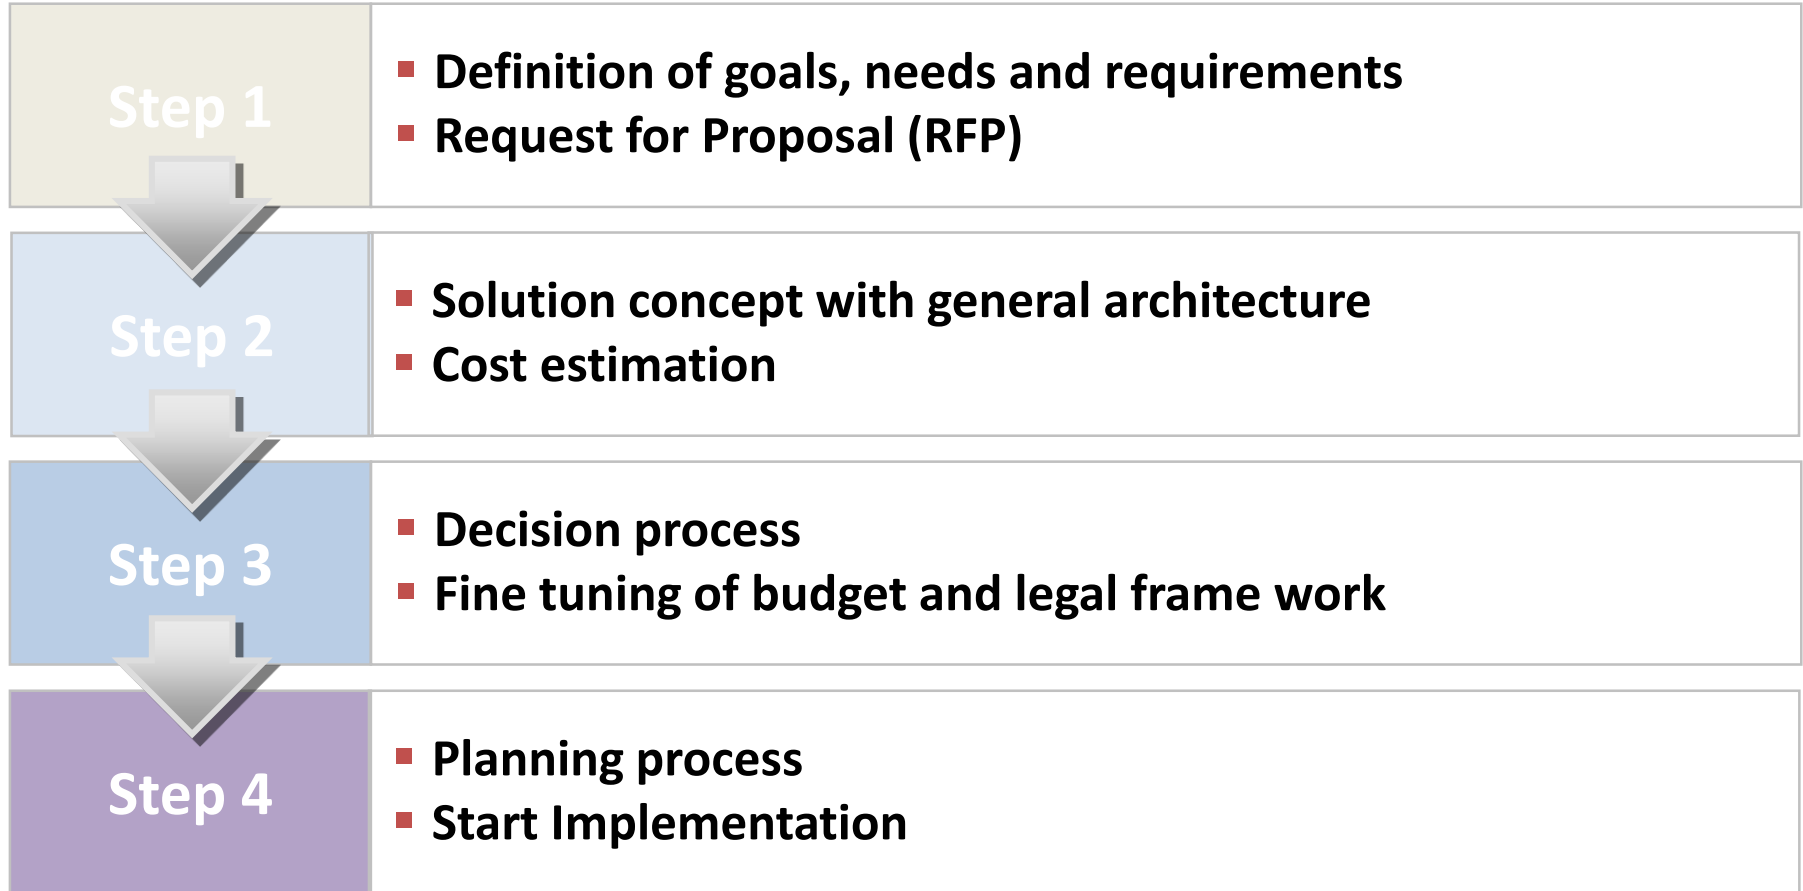 Step 1
▪ Definition of goals, needs and requirements
▪ Request for Proposal (RFP)
Step 2
▪ Solution concept with general architecture
▪ Cost estimation
Step 3
▪ Decision process
▪ Fine tuning of budget and legal frame work
Step 4
▪ Planning process
▪ Start Implementation